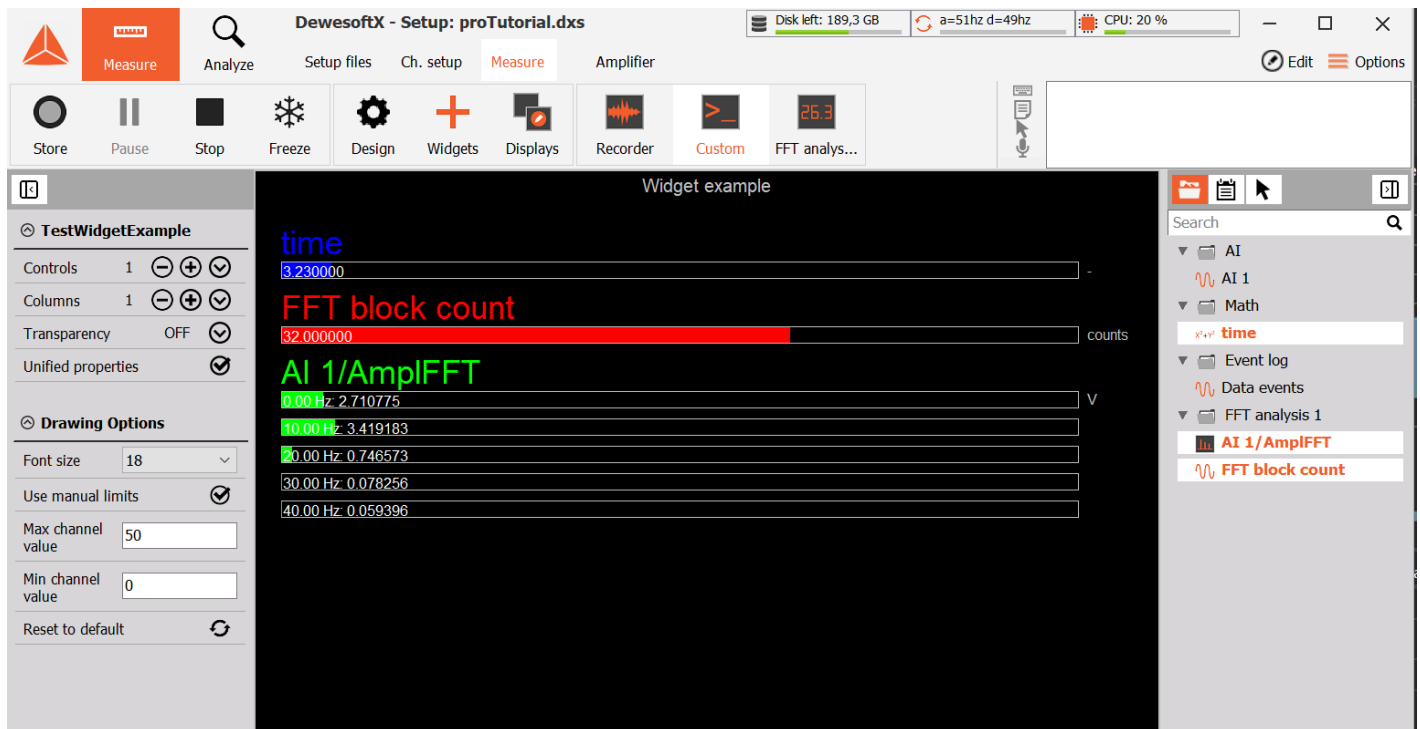 DewesoftX - Setup: proTutorial.dxs
Disk left: 189,3 GB
a=51hz d=49hz
CPU: 20 %
Measure
Analyze
Setup files
Ch. setup
Measure
Amplifier
Edit
Options
Store
Pause
Stop
Freeze
Design
Widgets
Displays
Recorder
>_
Custom
26.3
FFT analys...
TestWidgetExample
Controls 1
Columns 1
Transparency OFF
Unified properties
Drawing Options
Font size 18
Use manual limits
Max channel
value
50
Min channel
value
0
Reset to default
Widget example
time
3.230000 -
FFT block count
32.000000 counts
AI 1/AmplFFT
0.00 Hz: 2.710775 V
10.00 Hz: 3.419183
20.00 Hz: 0.746573
30.00 Hz: 0.078256
40.00 Hz: 0.059396
Search
AI
AI 1
Math
x²+y² time
Event log
Data events
FFT analysis 1
AI 1/AmplFFT
FFT block count